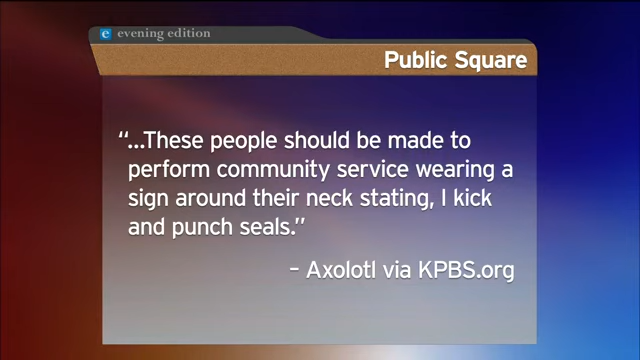 e evening edition
Public Square
“...These people should be made to
perform community service wearing a
sign around their neck stating, I kick
and punch seals.”
– Axolotl via KPBS.org